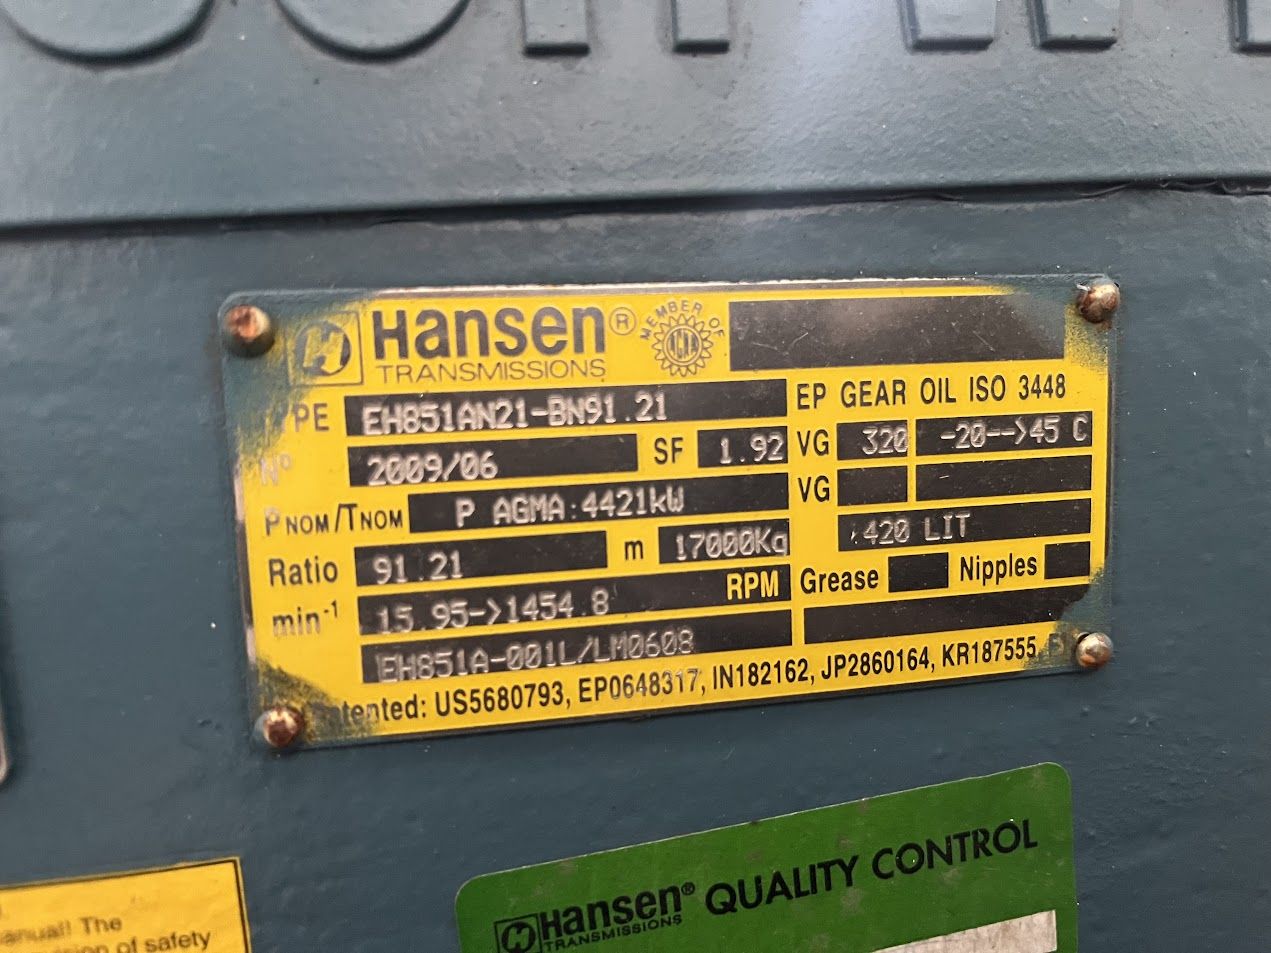 Hansen®
TRANSMISSIONS
MEMBER OF
AGMA
YPE EH851AN21-BN91.21
EP GEAR OIL ISO 3448
N° 2009/06 SF 1.92
VG 320 -20-->45 C
PNOM/TNOM P AGMA:4421kW
VG
420 LIT
Ratio 91.21 m 17000Kg
Grease Nipples
min-1 15.95->1454.8 RPM
EH851A-001L/LM0608
tented: US5680793, EP0648317, IN182162, JP2860164, KR187555,
Hansen® QUALITY CONTROL
TRANSMISSIONS
anual! The
of safety